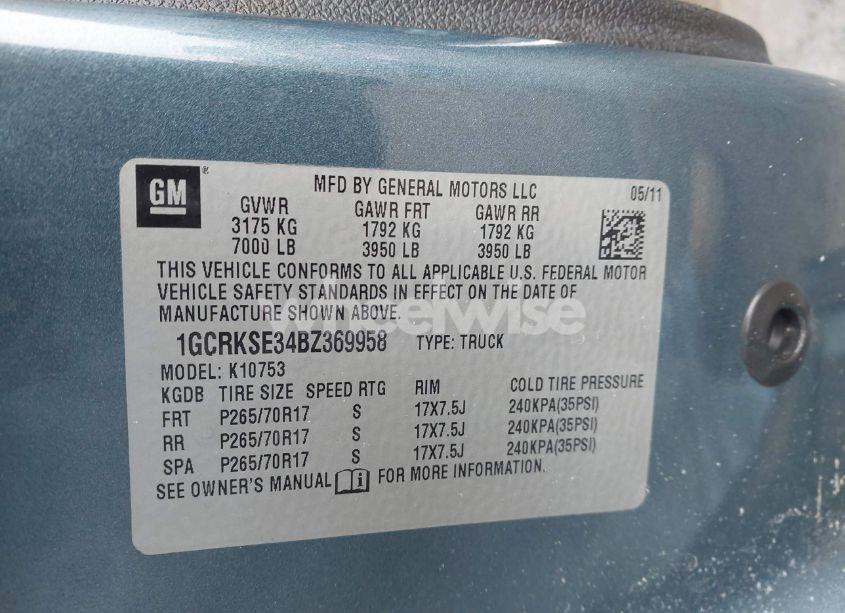 GM
MFD BY GENERAL MOTORS LLC 05/11
GVWR GAWR FRT GAWR RR
3175 KG 1792 KG 1792 KG
7000 LB 3950 LB 3950 LB
THIS VEHICLE CONFORMS TO ALL APPLICABLE U.S. FEDERAL MOTOR
VEHICLE SAFETY STANDARDS IN EFFECT ON THE DATE OF
MANUFACTURE SHOWN ABOVE.
wheelwise
1GCRKSE34BZ369958 TYPE: TRUCK
MODEL: K10753
KGDB TIRE SIZE SPEED RTG RIM COLD TIRE PRESSURE
FRT P265/70R17 S 17X7.5J 240KPA(35PSI)
RR P265/70R17 S 17X7.5J 240KPA(35PSI)
SPA P265/70R17 S 17X7.5J 240KPA(35PSI)
SEE OWNER'S MANUAL FOR MORE INFORMATION.